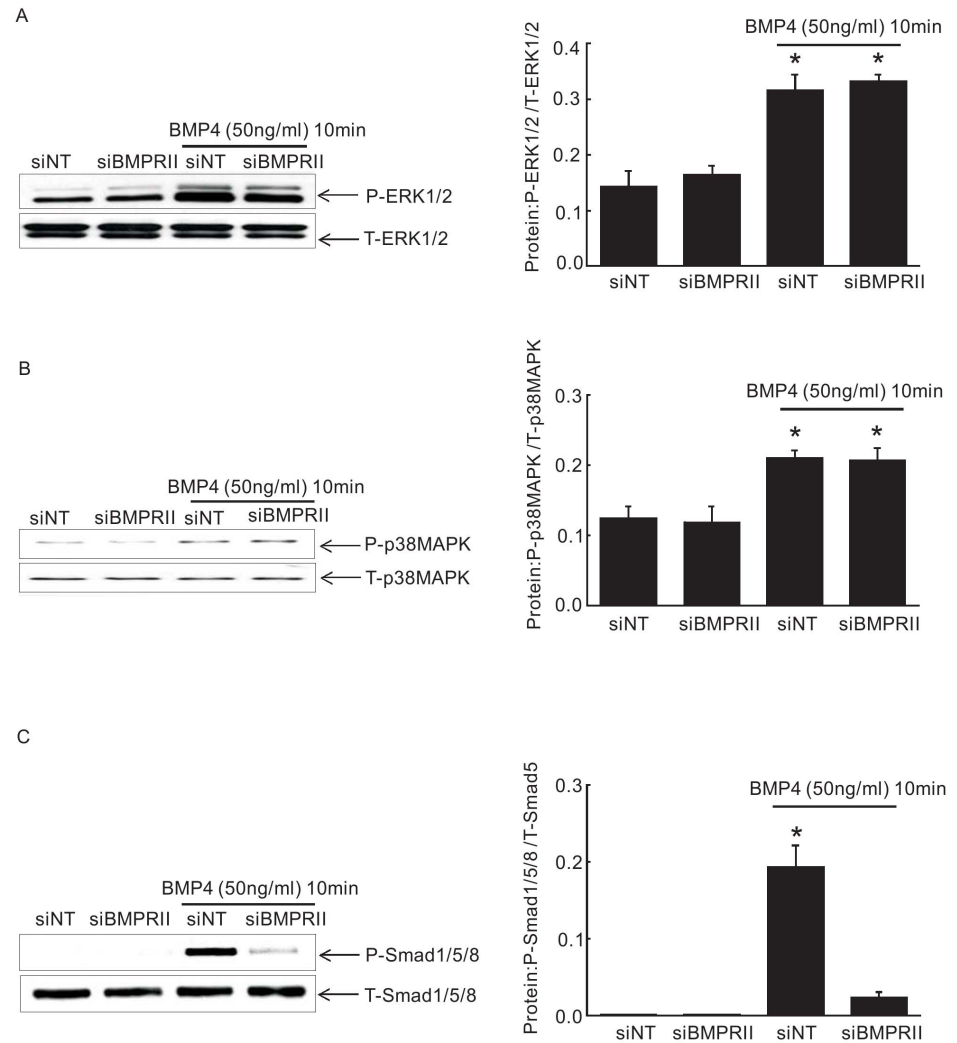 A
BMP4 (50ng/ml) 10min
siNT siBMPRII siNT siBMPRII
P-ERK1/2
T-ERK1/2
BMP4 (50ng/ml) 10min
Protein:P-ERK1/2 /T-ERK1/2
0.4
0.3
0.2
0.1
0.0
* *
siNT siBMPRII siNT siBMPRII
B
BMP4 (50ng/ml) 10min
siNT siBMPRII siNT siBMPRII
P-p38MAPK
T-p38MAPK
BMP4 (50ng/ml) 10min
Protein:P-p38MAPK /T-p38MAPK
0.3
0.2
0.1
0.0
* *
siNT siBMPRII siNT siBMPRII
C
BMP4 (50ng/ml) 10min
siNT siBMPRII siNT siBMPRII
P-Smad1/5/8
T-Smad1/5/8
BMP4 (50ng/ml) 10min
Protein:P-Smad1/5/8 /T-Smad5
0.3
0.2
0.1
0.0
*
siNT siBMPRII siNT siBMPRII